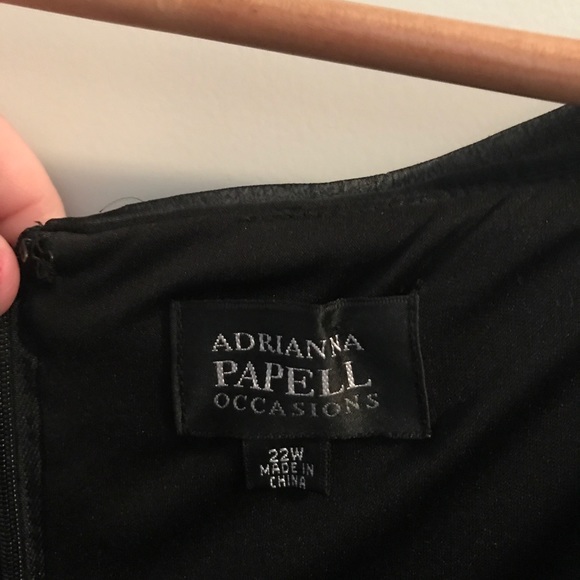 ADRIANNA
PAPELL
OCCASIONS
22W
MADE IN
CHINA